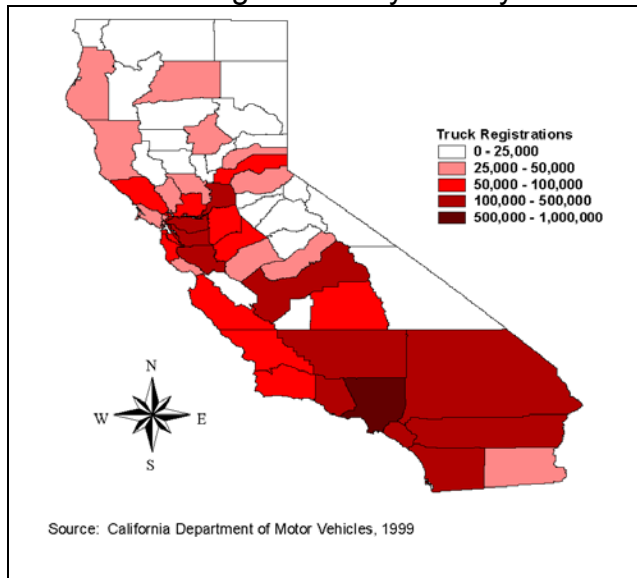 Truck Registrations
0 - 25,000
25,000 - 50,000
50,000 - 100,000
100,000 - 500,000
500,000 - 1,000,000
N
W E
S
Source: California Department of Motor Vehicles, 1999